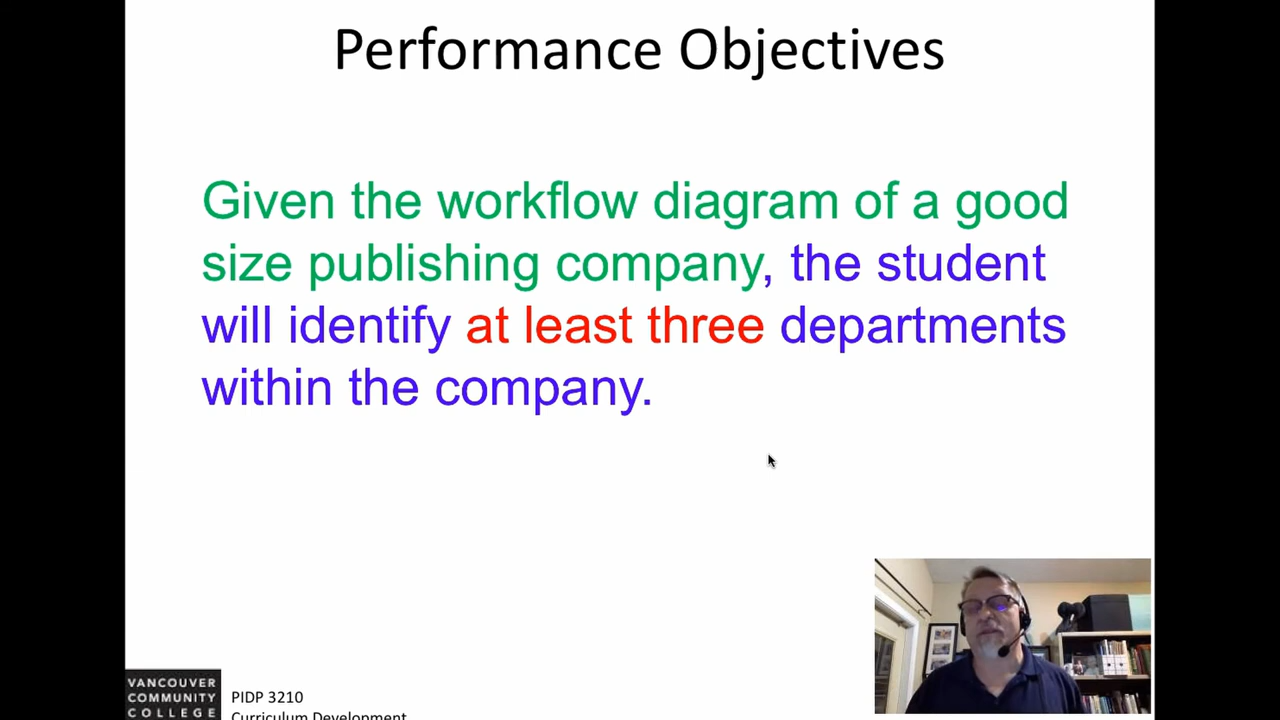 Performance Objectives
Given the workflow diagram of a good
size publishing company, the student
will identify at least three departments
within the company.
VANCOUVER
COMMUNITY
COLLEGE
PIDP 3210
Curriculum Development